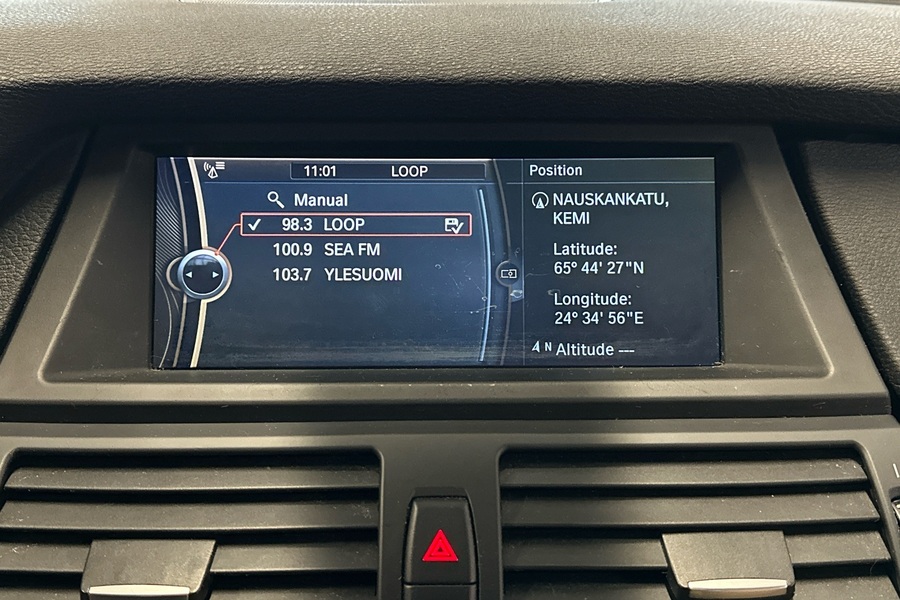 11:01 LOOP
Manual
98.3 LOOP
100.9 SEA FM
103.7 YLESUOMI
Position
NAUSKANKATU,
KEMI
Latitude:
65° 44' 27"N
Longitude:
24° 34' 56"E
N Altitude ---